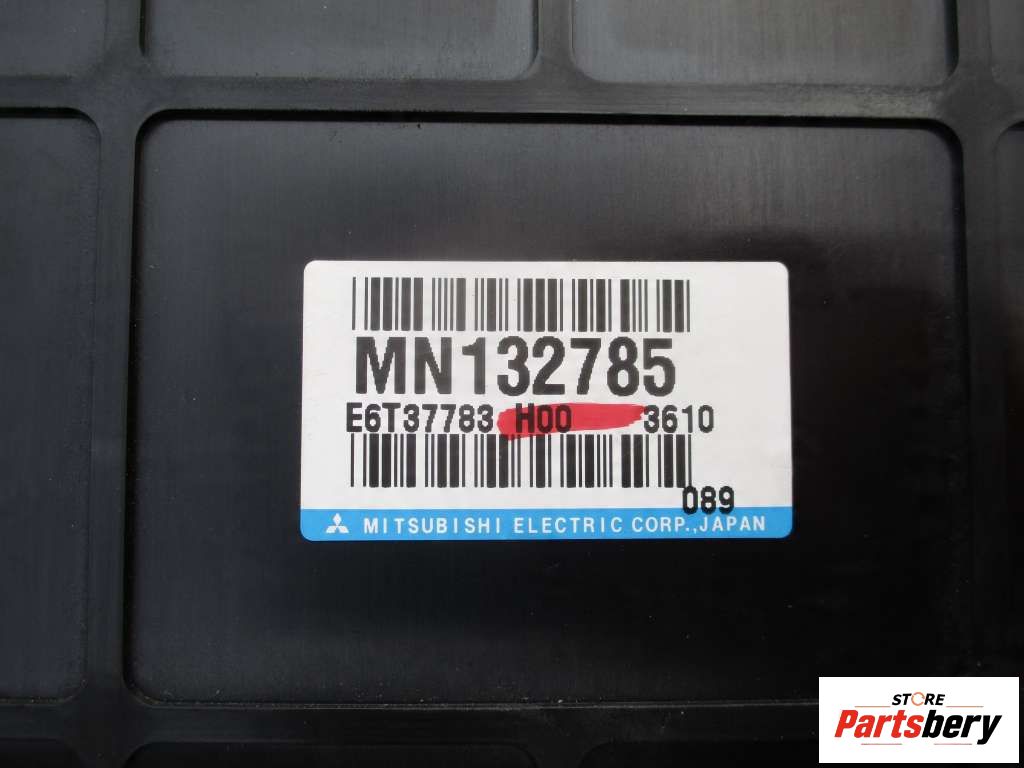 MN132785
E6T37783 H00 3610
089
MITSUBISHI ELECTRIC CORP.,JAPAN
STORE
Partsbery